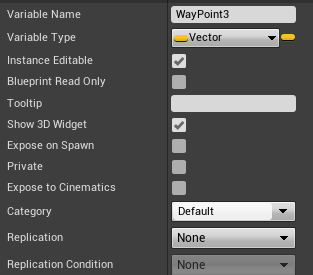 Variable Name WayPoint3
Variable Type Vector
Instance Editable
Blueprint Read Only
Tooltip
Show 3D Widget
Expose on Spawn
Private
Expose to Cinematics
Category Default
Replication None
Replication Condition None